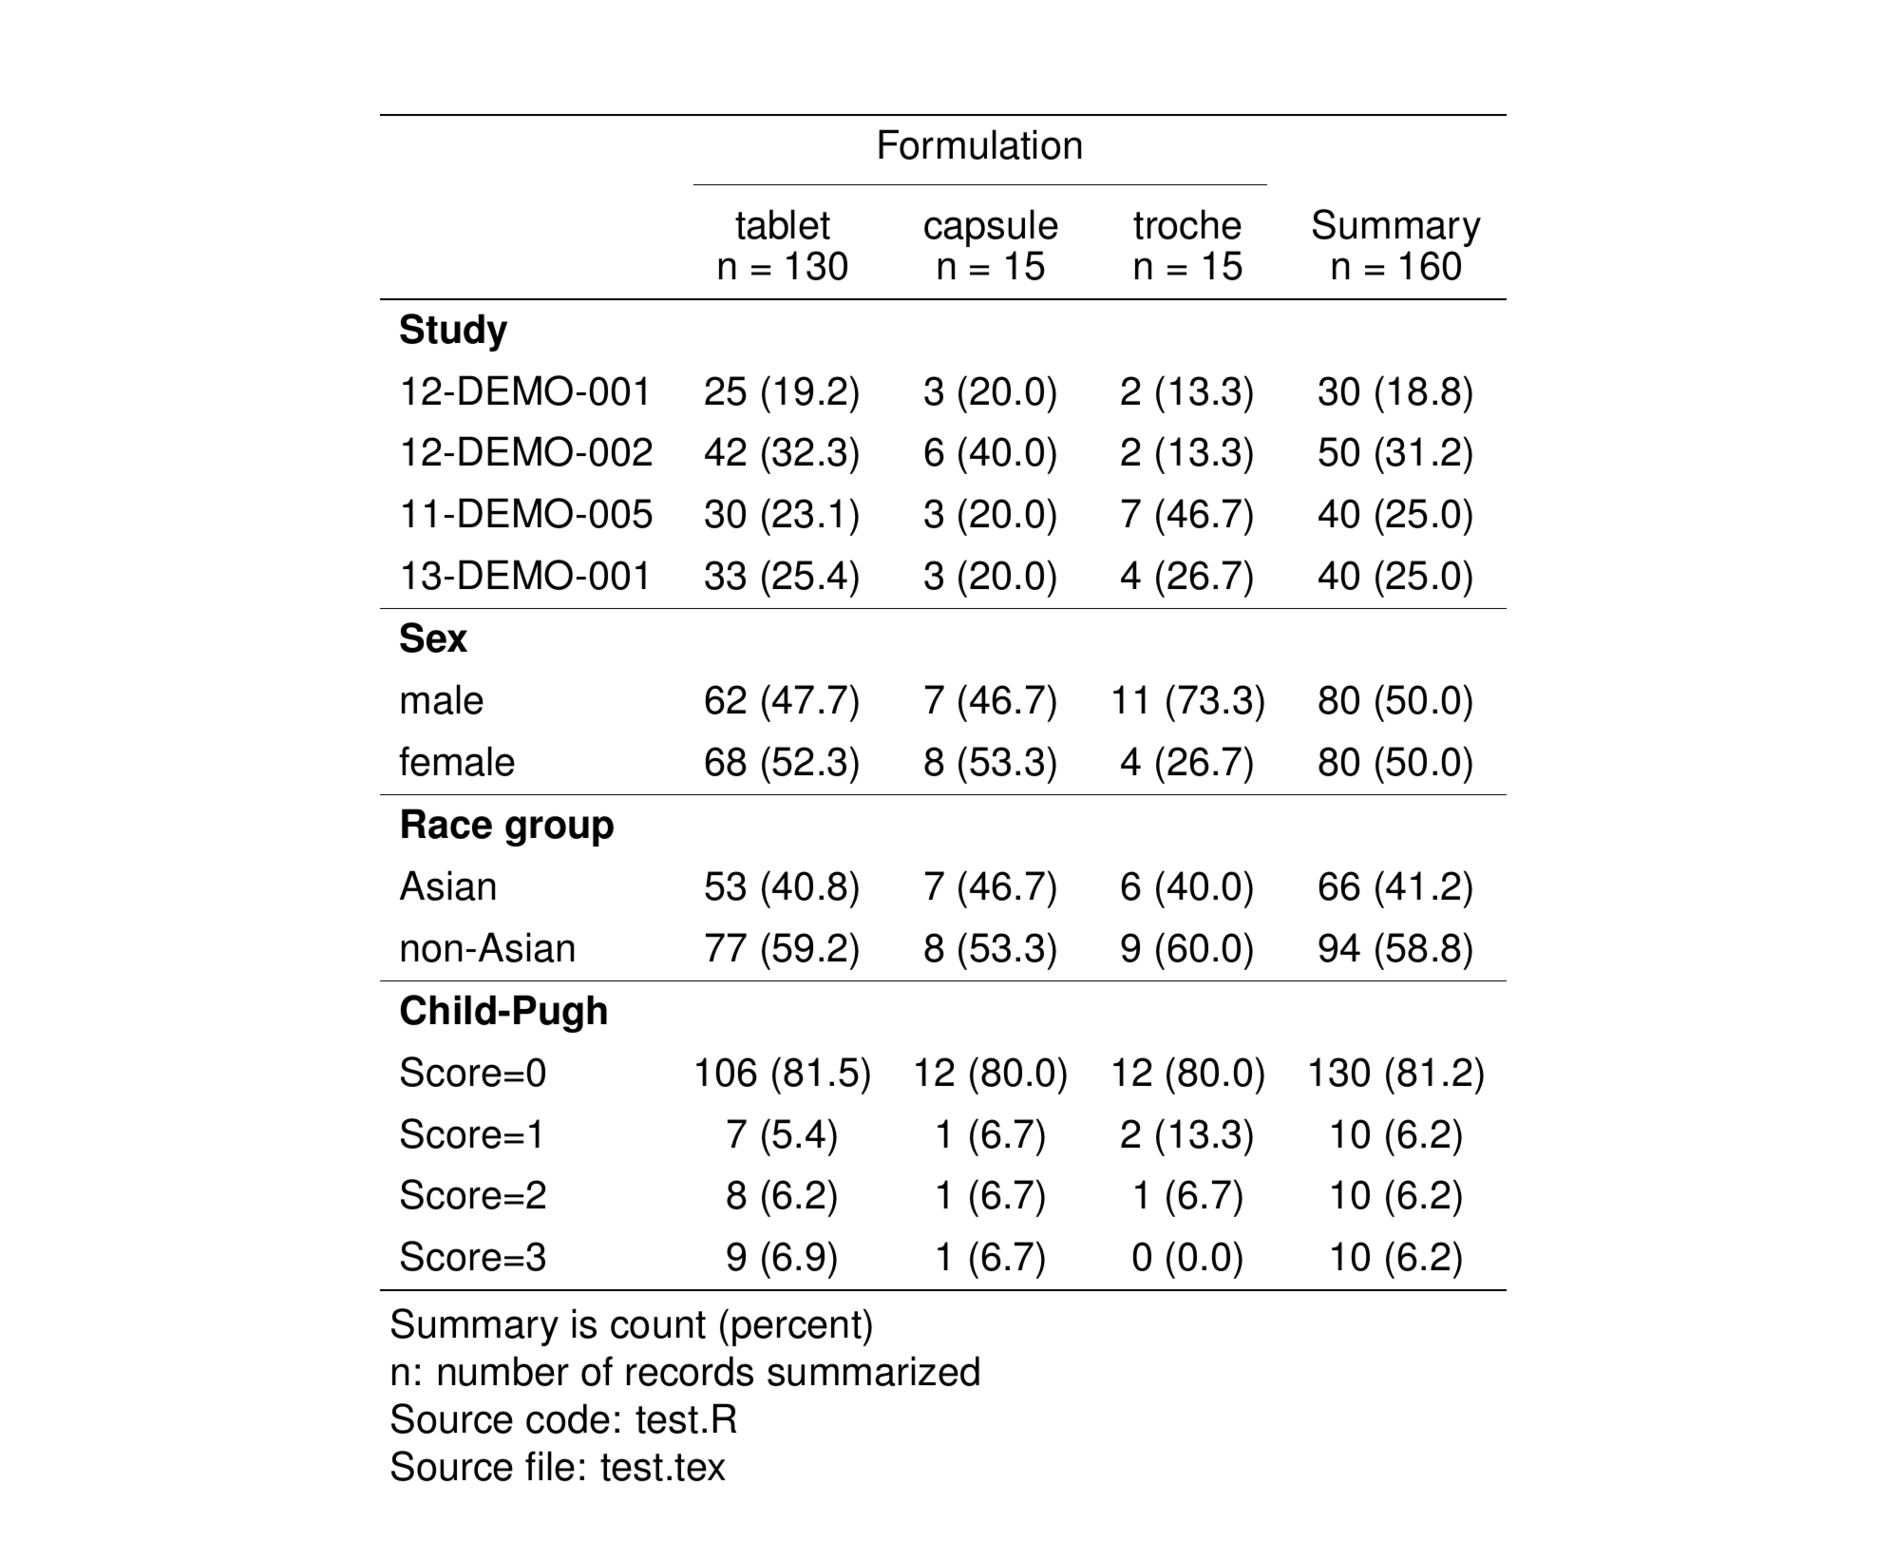 Formulation
tablet capsule troche Summary
n = 130 n = 15 n = 15 n = 160
Study
12-DEMO-001 25 (19.2) 3 (20.0) 2 (13.3) 30 (18.8)
12-DEMO-002 42 (32.3) 6 (40.0) 2 (13.3) 50 (31.2)
11-DEMO-005 30 (23.1) 3 (20.0) 7 (46.7) 40 (25.0)
13-DEMO-001 33 (25.4) 3 (20.0) 4 (26.7) 40 (25.0)
Sex
male 62 (47.7) 7 (46.7) 11 (73.3) 80 (50.0)
female 68 (52.3) 8 (53.3) 4 (26.7) 80 (50.0)
Race group
Asian 53 (40.8) 7 (46.7) 6 (40.0) 66 (41.2)
non-Asian 77 (59.2) 8 (53.3) 9 (60.0) 94 (58.8)
Child-Pugh
Score=0 106 (81.5) 12 (80.0) 12 (80.0) 130 (81.2)
Score=1 7 (5.4) 1 (6.7) 2 (13.3) 10 (6.2)
Score=2 8 (6.2) 1 (6.7) 1 (6.7) 10 (6.2)
Score=3 9 (6.9) 1 (6.7) 0 (0.0) 10 (6.2)
Summary is count (percent)
n: number of records summarized
Source code: test.R
Source file: test.tex